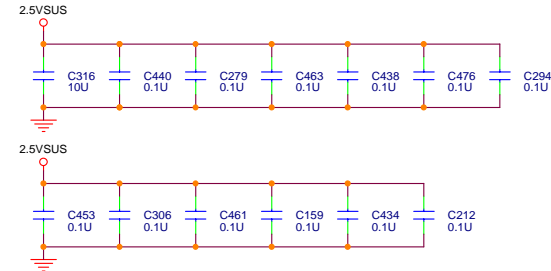 2.5VSUS
C316 C440 C279 C463 C438 C476 C294
10U 0.1U 0.1U 0.1U 0.1U 0.1U 0.1U
2.5VSUS
C453 C306 C461 C159 C434 C212
0.1U 0.1U 0.1U 0.1U 0.1U 0.1U